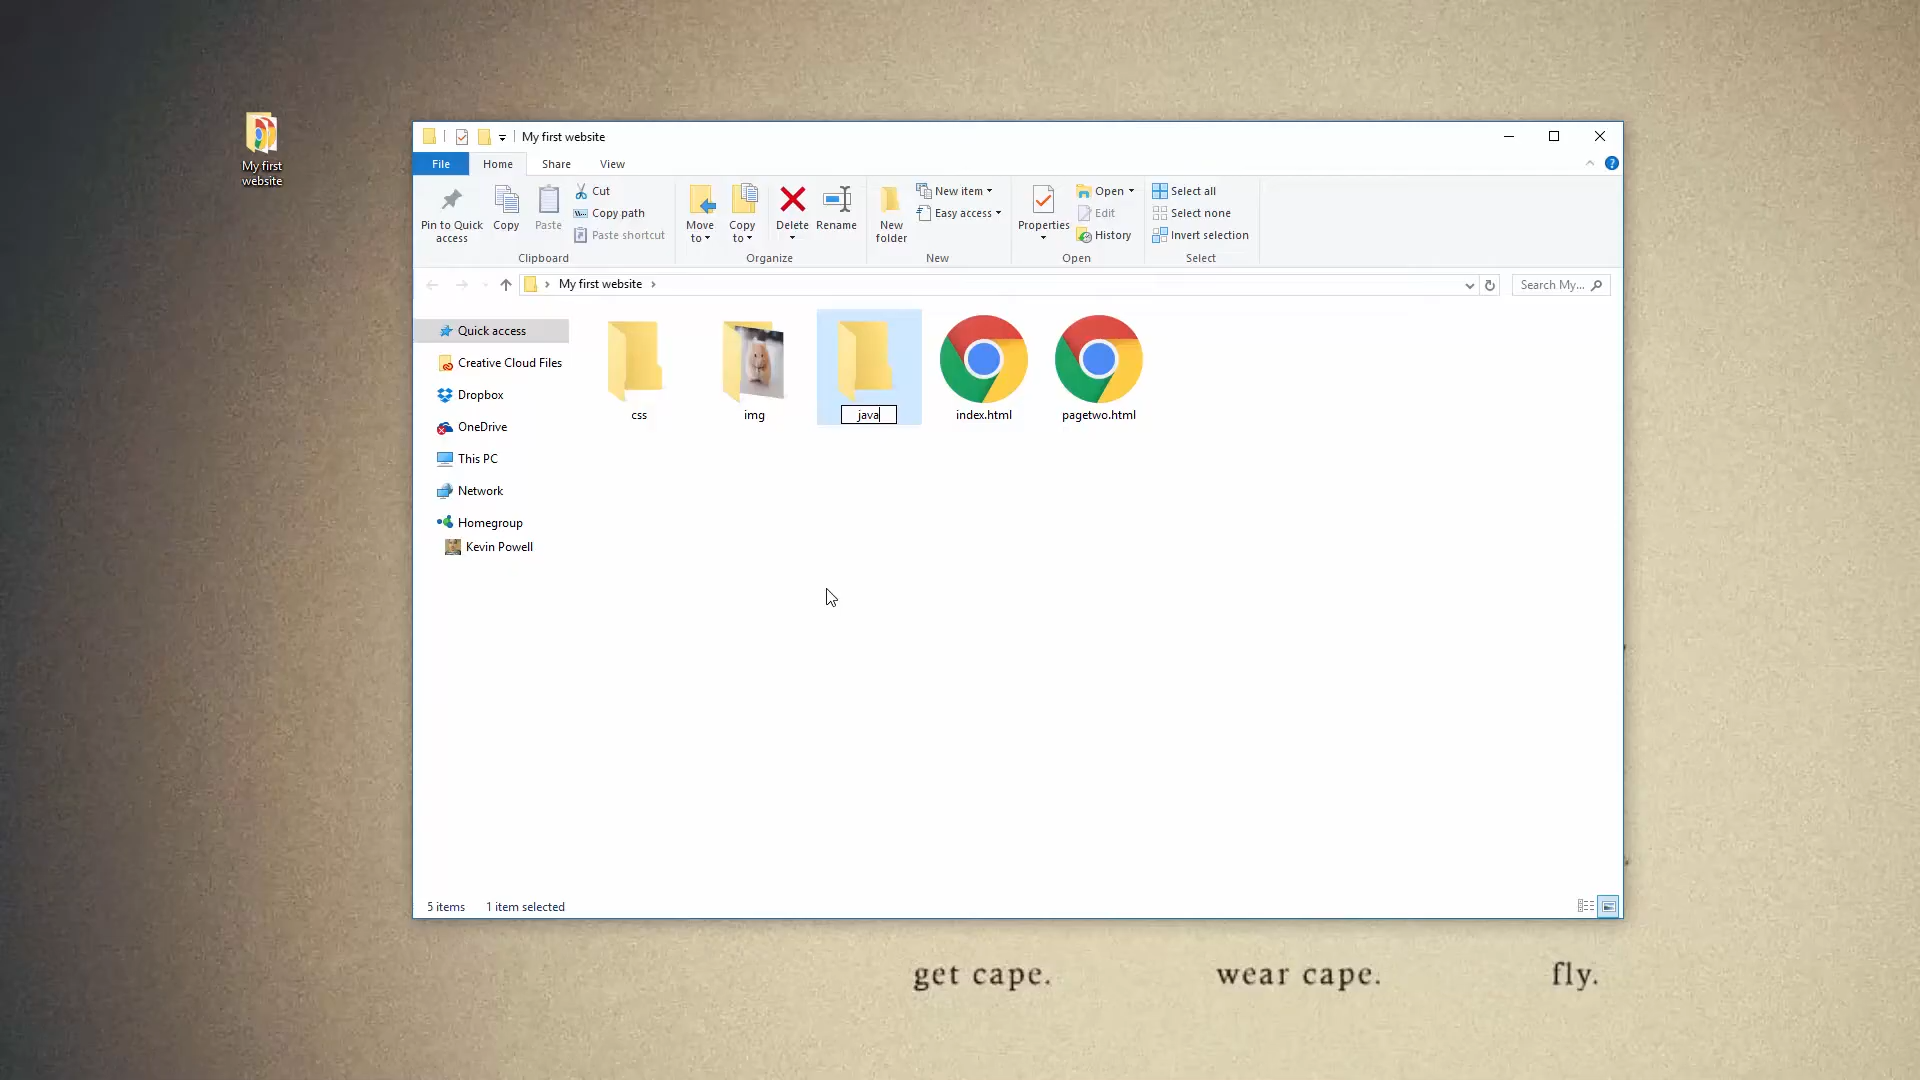 My first
website
My first website
File Home Share View
Pin to Quick
access
Copy
Paste
Cut
Copy path
Paste shortcut
Clipboard
Move
to
Copy
to
Delete
Rename
Organize
New
folder
New item
Easy access
New
Properties
Open
Edit
History
Open
Select all
Select none
Invert selection
Select
My first website
Search My...
Quick access
Creative Cloud Files
Dropbox
OneDrive
This PC
Network
Homegroup
Kevin Powell
css
img
java
index.html
pagetwo.html
5 items 1 item selected
get cape. wear cape. fly.